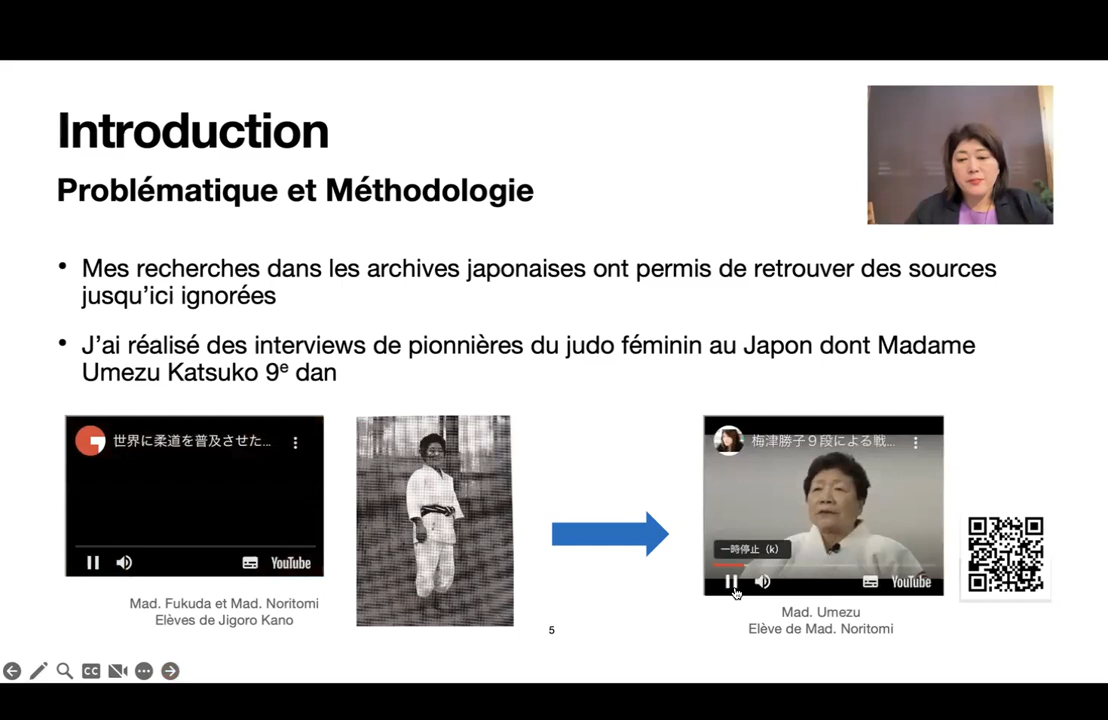 Introduction
Problématique et Méthodologie
• Mes recherches dans les archives japonaises ont permis de retrouver des sources
jusqu’ici ignorées
• J’ai réalisé des interviews de pionnières du judo féminin au Japon dont Madame
Umezu Katsuko 9e dan
世界に柔道を普及させた...
YouTube
Mad. Fukuda et Mad. Noritomi
Elèves de Jigoro Kano
梅津勝子９段による戦...
一時停止（k）
YouTube
Mad. Umezu
Elève de Mad. Noritomi
5
CC